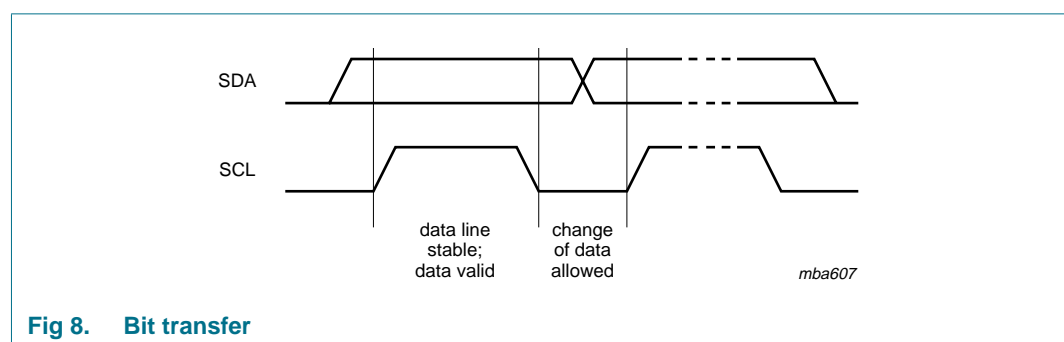 SDA
SCL
data line
stable;
data valid
change
of data
allowed
mba607
Fig 8. Bit transfer